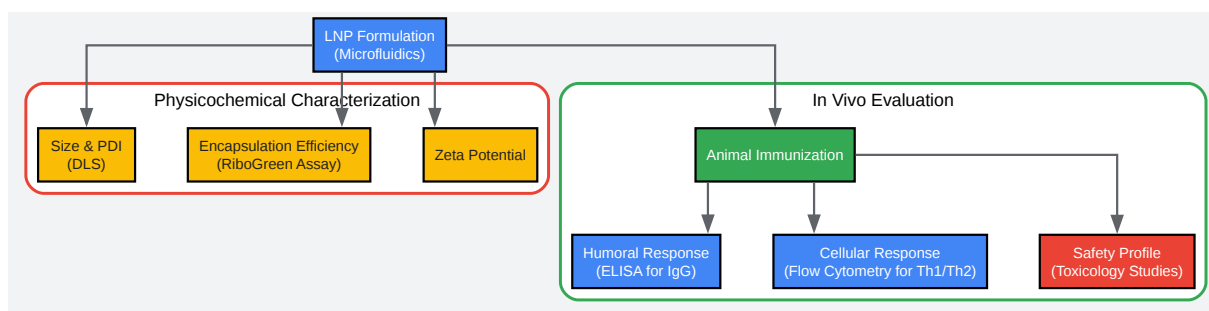 LNP Formulation
(Microfluidics)
Physicochemical Characterization
In Vivo Evaluation
Size & PDI
(DLS)
Encapsulation Efficiency
(RiboGreen Assay)
Zeta Potential
Animal Immunization
Humoral Response
(ELISA for IgG)
Cellular Response
(Flow Cytometry for Th1/Th2)
Safety Profile
(Toxicology Studies)